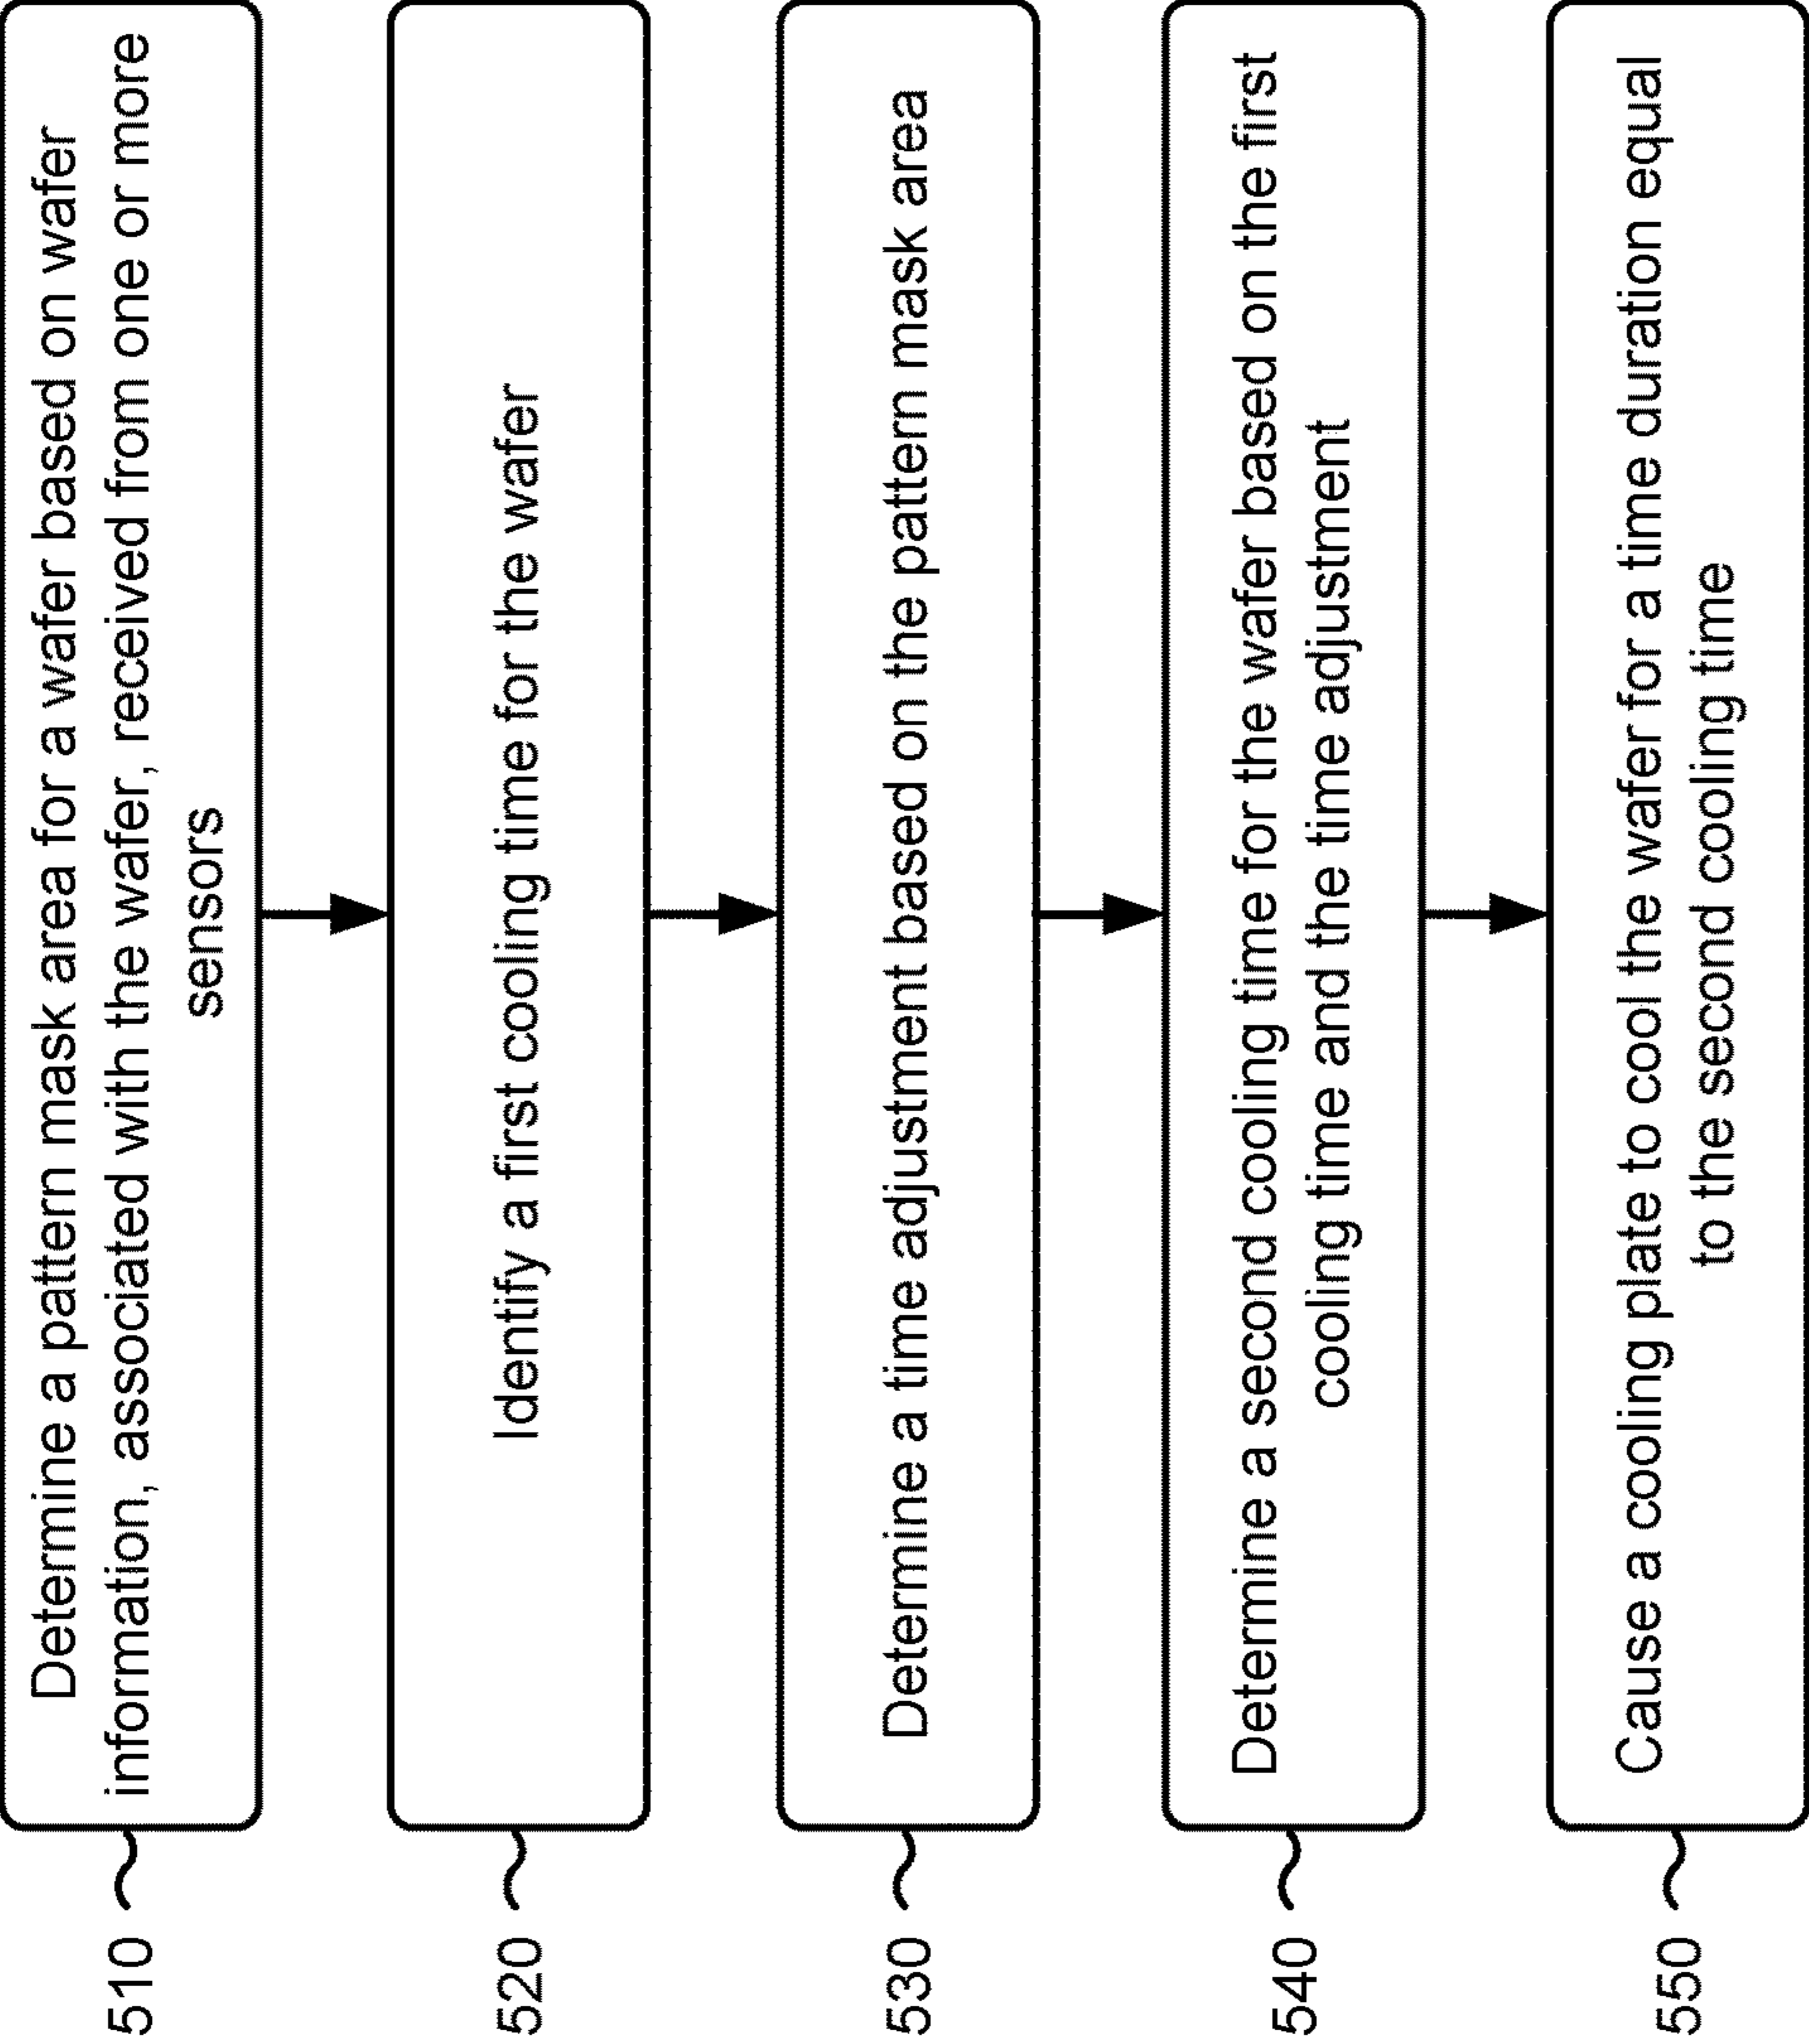 510
Determine a pattern mask area for a wafer based on wafer
information, associated with the wafer, received from one or more
sensors
520
Identify a first cooling time for the wafer
530
Determine a time adjustment based on the pattern mask area
540
Determine a second cooling time for the wafer based on the first
cooling time and the time adjustment
550
Cause a cooling plate to cool the wafer for a time duration equal
to the second cooling time